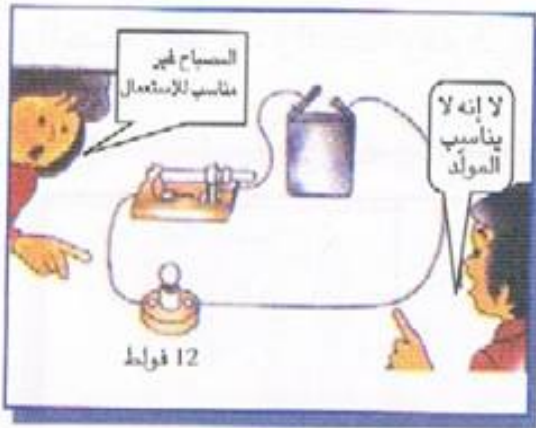 المصباح غير
مناسب للاستعمال
لا إنه لا
يناسب
المولّد
12 فولط